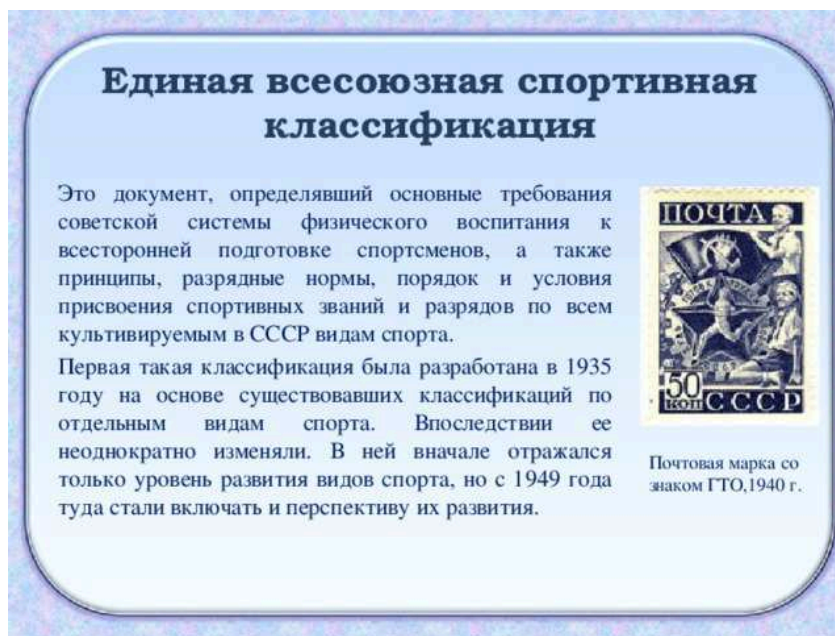 Единая всесоюзная спортивная
классификация
Это документ, определявший основные требования
советской системы физического воспитания к
всесторонней подготовке спортсменов, а также
принципы, разрядные нормы, порядок и условия
присвоения спортивных званий и разрядов по всем
культивируемым в СССР видам спорта.
Первая такая классификация была разработана в 1935
году на основе существовавших классификаций по
отдельным видам спорта. Впоследствии ее
неоднократно изменяли. В ней вначале отражался
только уровень развития видов спорта, но с 1949 года
туда стали включать и перспективу их развития.
ПОЧТА
50
КОП
СССР
Почтовая марка со
знаком ГТО,1940 г.